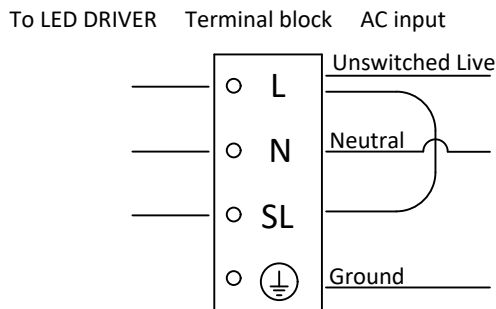 To LED DRIVER Terminal block AC input
Unswitched Live
L
N Neutral
SL
Ground